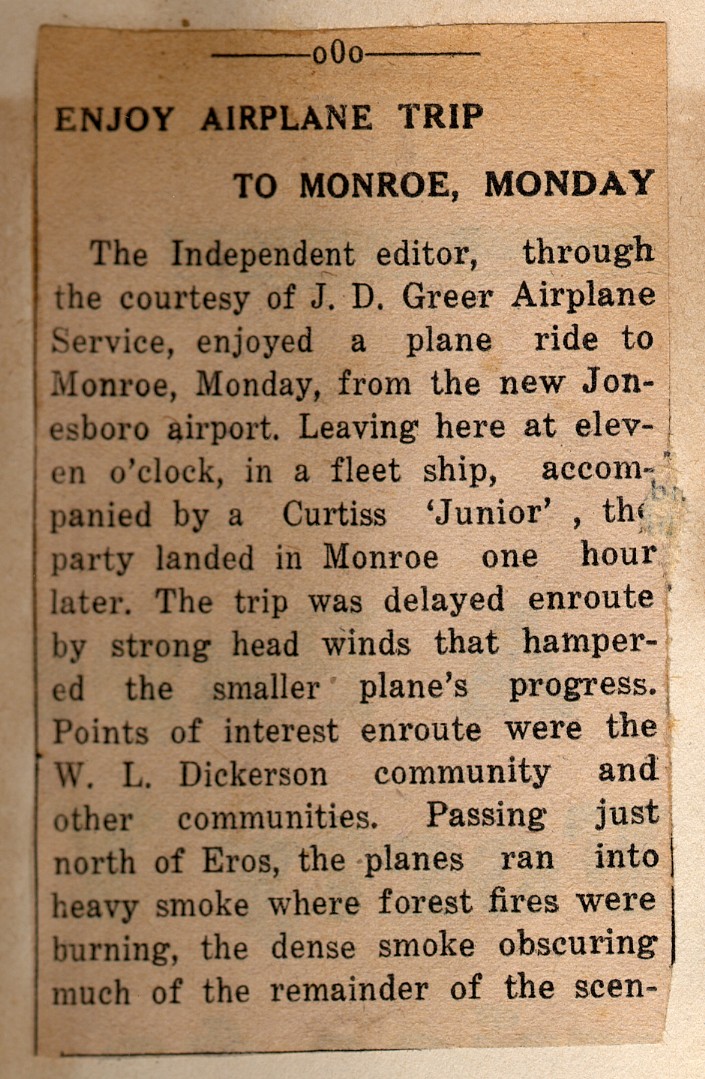 oOo
ENJOY AIRPLANE TRIP
TO MONROE, MONDAY
The Independent editor, through
the courtesy of J. D. Greer Airplane
Service, enjoyed a plane ride to
Monroe, Monday, from the new Jon-
esboro airport. Leaving here at elev-
en o'clock, in a fleet ship, accom-
panied by a Curtiss 'Junior' , the
party landed in Monroe one hour
later. The trip was delayed enroute
by strong head winds that hamper-
ed the smaller plane's progress.
Points of interest enroute were the
W. L. Dickerson community and
other communities. Passing just
north of Eros, the planes ran into
heavy smoke where forest fires were
burning, the dense smoke obscuring
much of the remainder of the scen-